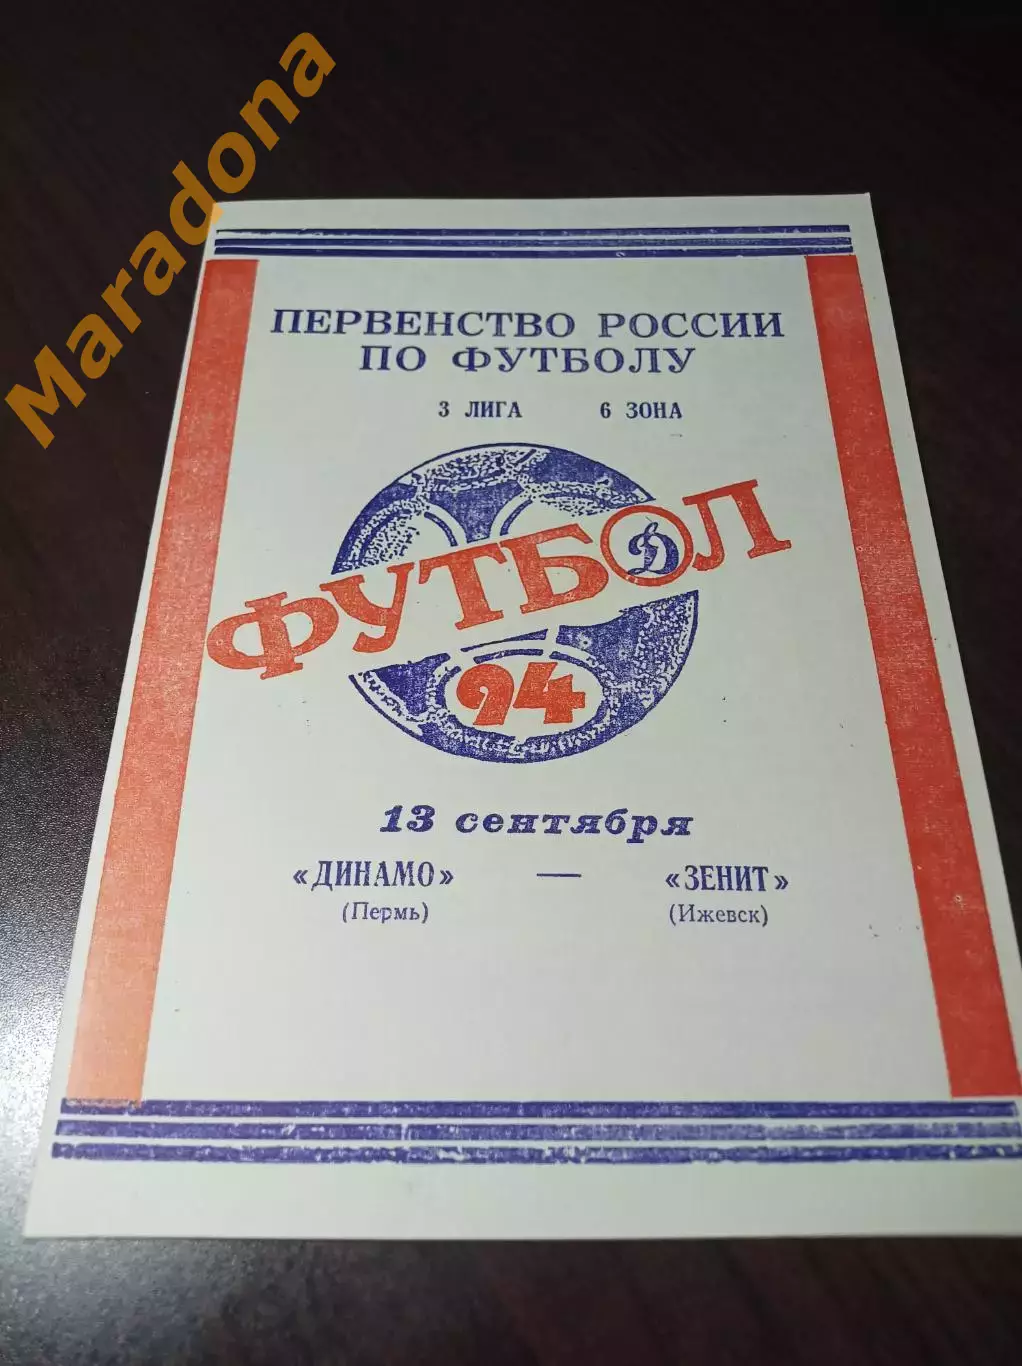 Maradona
ПЕРВЕНСТВО РОССИИ
ПО ФУТБОЛУ
3 ЛИГА 6 ЗОНА
ФУТБОЛ
Д
94
13 сентября
«ДИНАМО» — «ЗЕНИТ»
(Пермь) (Ижевск)